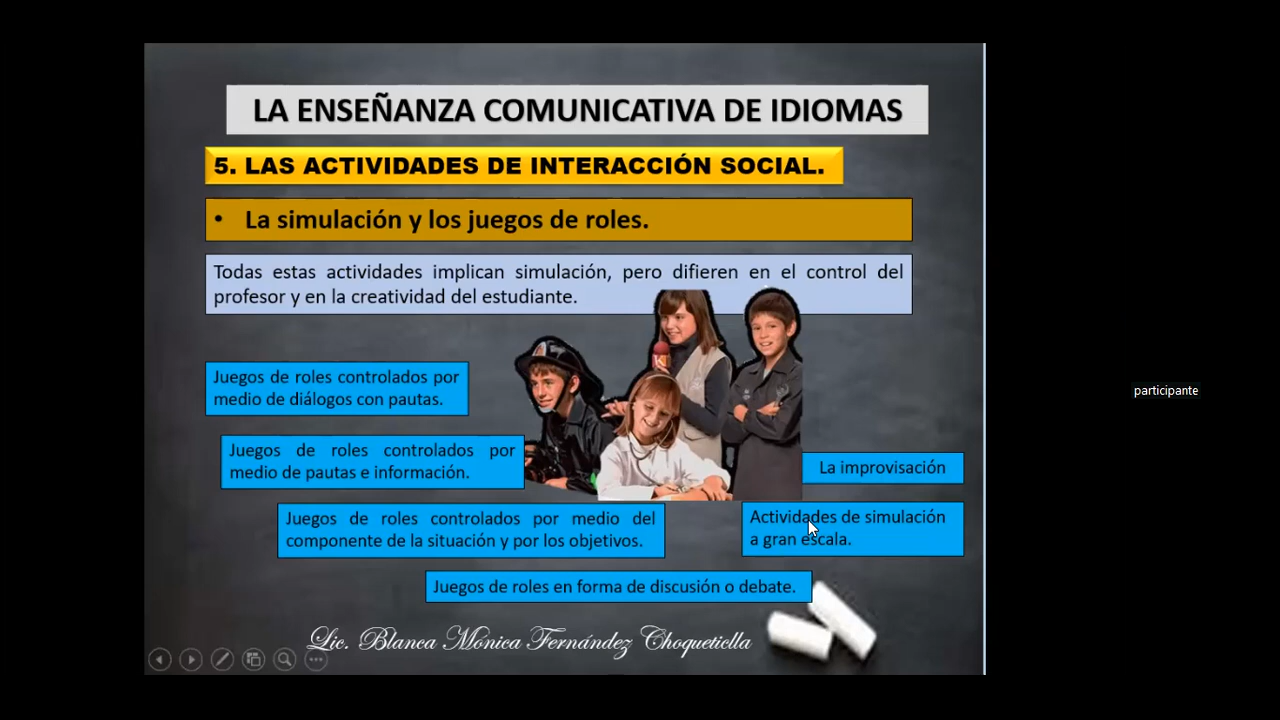 LA ENSEÑANZA COMUNICATIVA DE IDIOMAS
5. LAS ACTIVIDADES DE INTERACCIÓN SOCIAL.
• La simulación y los juegos de roles.
Todas estas actividades implican simulación, pero difieren en el control del
profesor y en la creatividad del estudiante.
Juegos de roles controlados por
medio de diálogos con pautas.
Juegos de roles controlados por
medio de pautas e información.
Juegos de roles controlados por medio del
componente de la situación y por los objetivos.
Juegos de roles en forma de discusión o debate.
Actividades de simulación
a gran escala.
La improvisación
Lic. Blanca Mónica Fernández Choqueticlla
participante